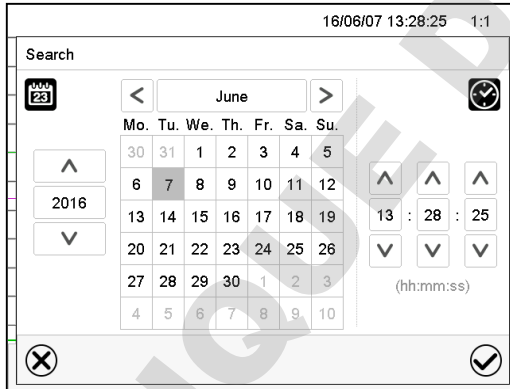 16/06/07 13:28:25 1:1
Search
23
June
Mo. Tu. We. Th. Fr. Sa. Su.
30 31 1 2 3 4 5
6 7 8 9 10 11 12
2016
13 14 15 16 17 18 19
13 : 28 : 25
20 21 22 23 24 25 26
27 28 29 30 1 2 3
(hh:mm:ss)
4 5 6 7 8 9 10